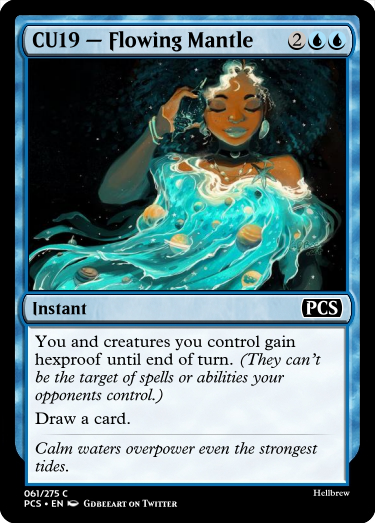 CU19 — Flowing Mantle 2
Instant PCS
You and creatures you control gain
hexproof until end of turn. (They can't
be the target of spells or abilities your
opponents control.)
Draw a card.
Calm waters overpower even the strongest
tides.
061/275 C Hellbrew
PCS • EN Gdbeeart on Twitter